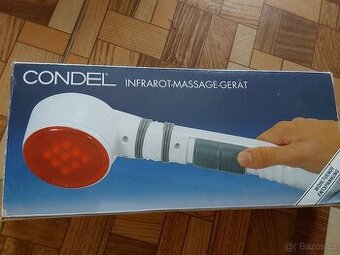 CONDEL® INFRAROT-MASSAGE-GERÄT
© Bazos.cz